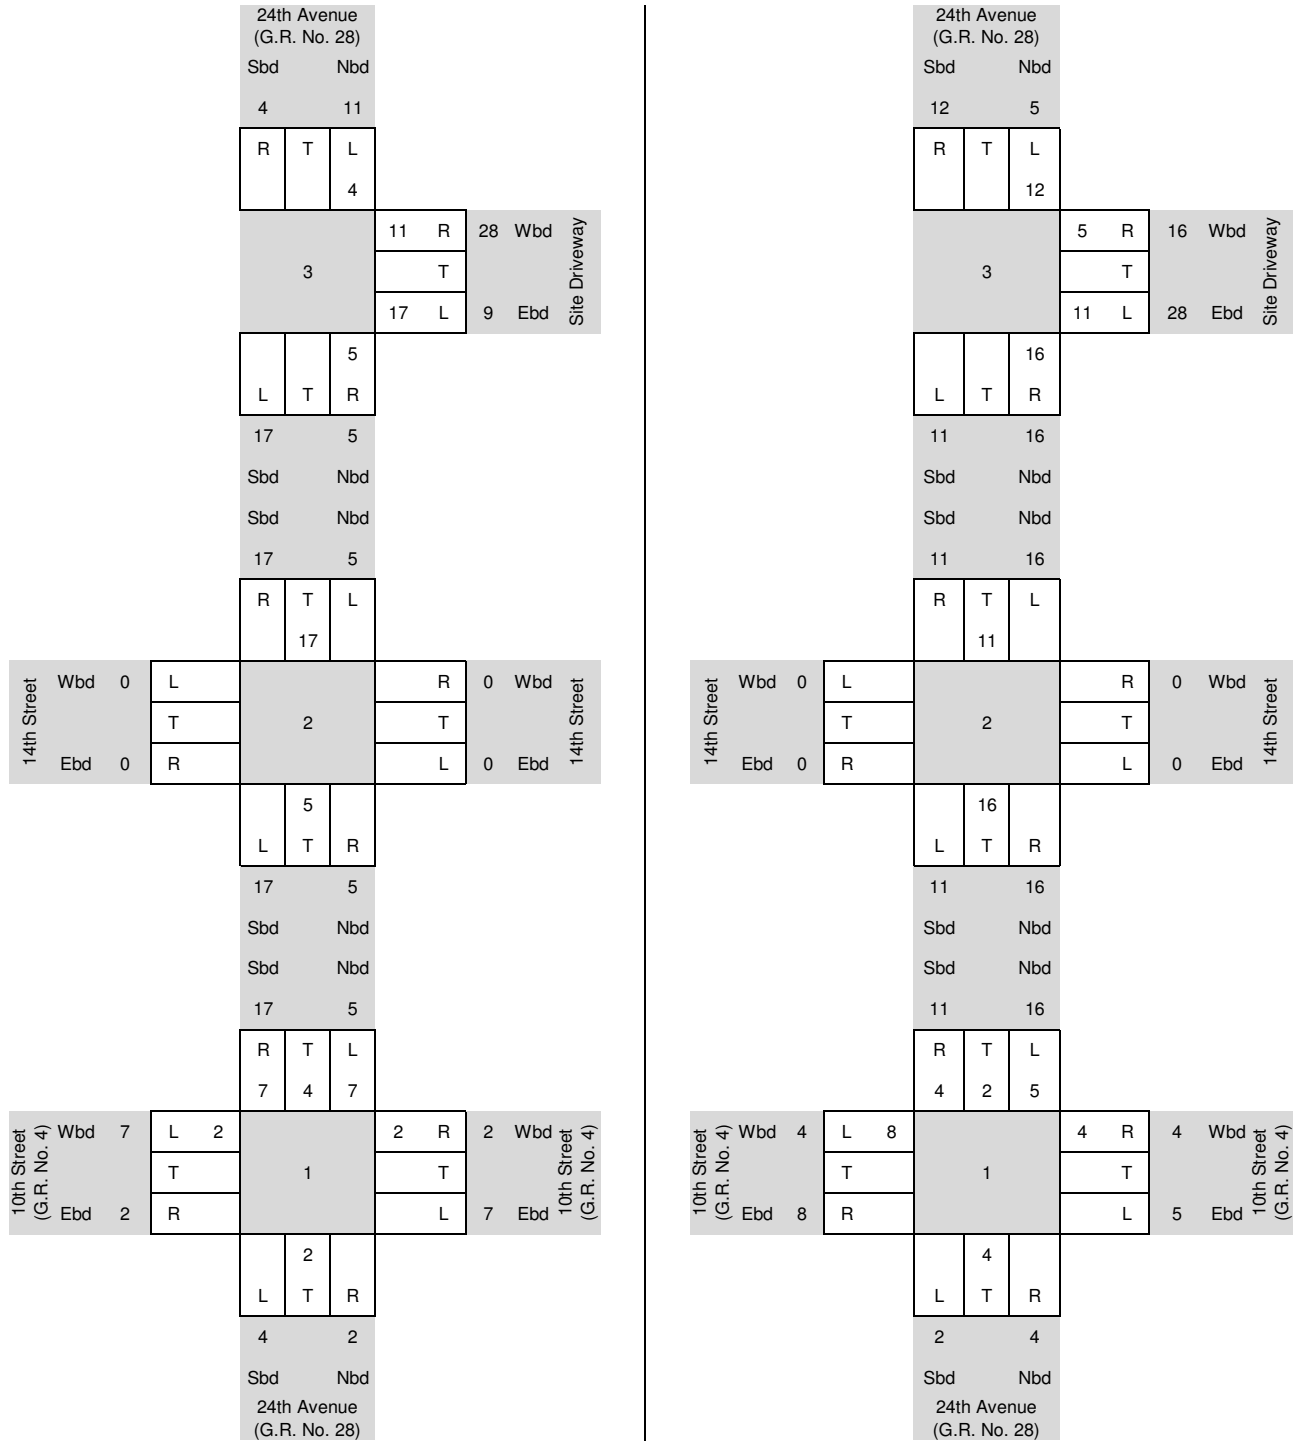 24th Avenue
(G.R. No. 28)
Sbd Nbd
4 11
R T L
4
11 R 28 Wbd
3 T
17 L 9 Ebd
Site Driveway
5
L T R
17 5
Sbd Nbd
Sbd Nbd
17 5
R T L
17
14th Street
Wbd 0 L R 0 Wbd
T 2 T
Ebd 0 R L 0 Ebd
14th Street
5
L T R
17 5
Sbd Nbd
Sbd Nbd
17 5
R T L
7 4 7
10th Street
(G.R. No. 4)
Wbd 7 L 2 2 R 2 Wbd
T 1 T
Ebd 2 R L 7 Ebd
10th Street
(G.R. No. 4)
2
L T R
4 2
Sbd Nbd
24th Avenue
(G.R. No. 28)
24th Avenue
(G.R. No. 28)
Sbd Nbd
12 5
R T L
12
5 R 16 Wbd
3 T
11 L 28 Ebd
Site Driveway
16
L T R
11 16
Sbd Nbd
Sbd Nbd
11 16
R T L
11
14th Street
Wbd 0 L R 0 Wbd
T 2 T
Ebd 0 R L 0 Ebd
14th Street
16
L T R
11 16
Sbd Nbd
Sbd Nbd
11 16
R T L
4 2 5
10th Street
(G.R. No. 4)
Wbd 4 L 8 4 R 4 Wbd
T 1 T
Ebd 8 R L 5 Ebd
10th Street
(G.R. No. 4)
4
L T R
2 4
Sbd Nbd
24th Avenue
(G.R. No. 28)